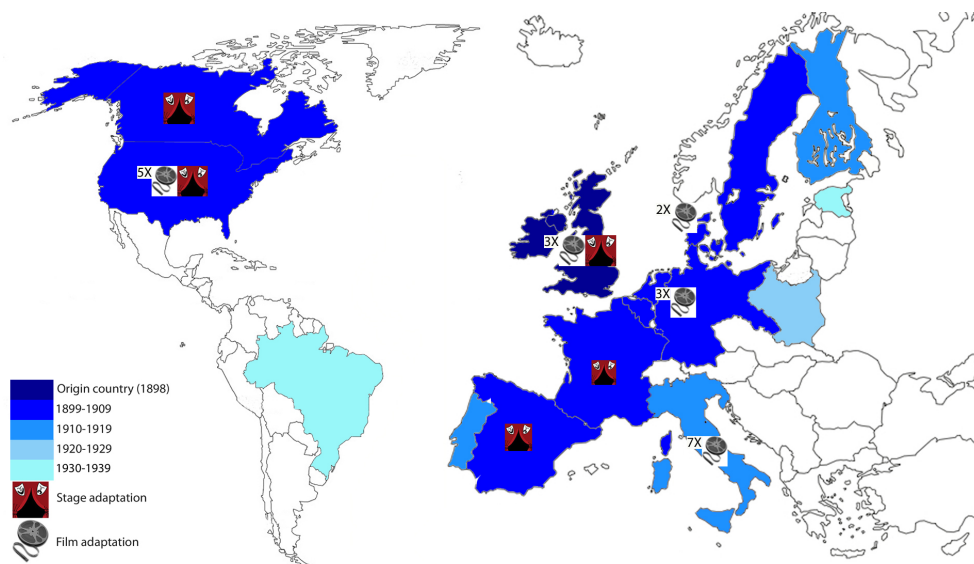 5X
2X
3X
3X
7X
Origin country (1898)
1899-1909
1910-1919
1920-1929
1930-1939
Stage adaptation
Film adaptation